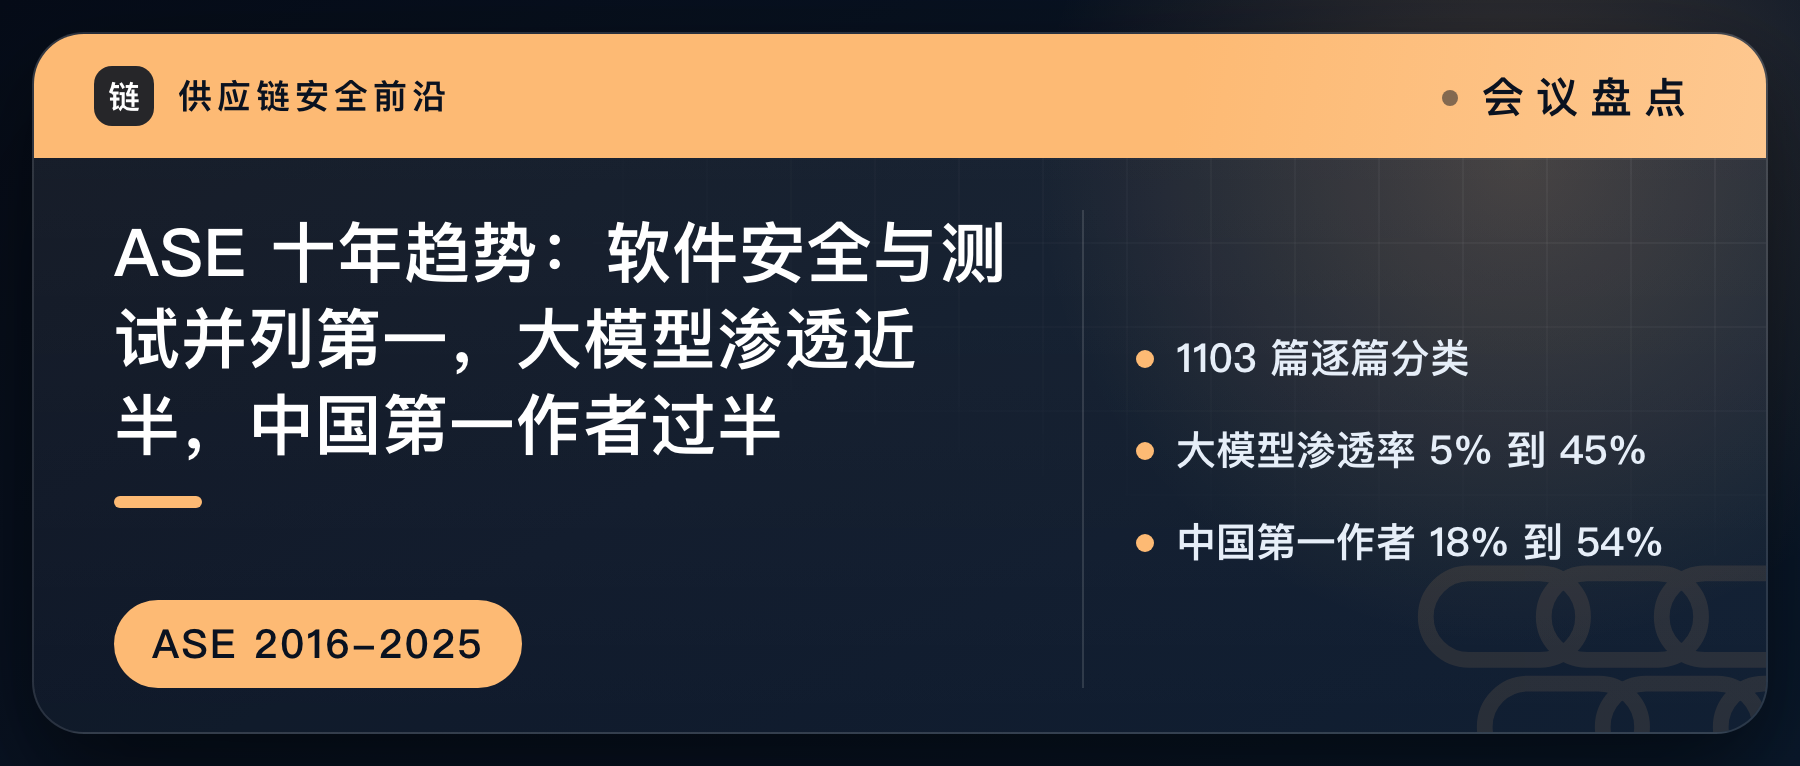 链 供应链安全前沿
会议盘点
ASE 十年趋势：软件安全与测
试并列第一，大模型渗透近
半，中国第一作者过半
ASE 2016–2025
1103 篇逐篇分类
大模型渗透率 5% 到 45%
中国第一作者 18% 到 54%